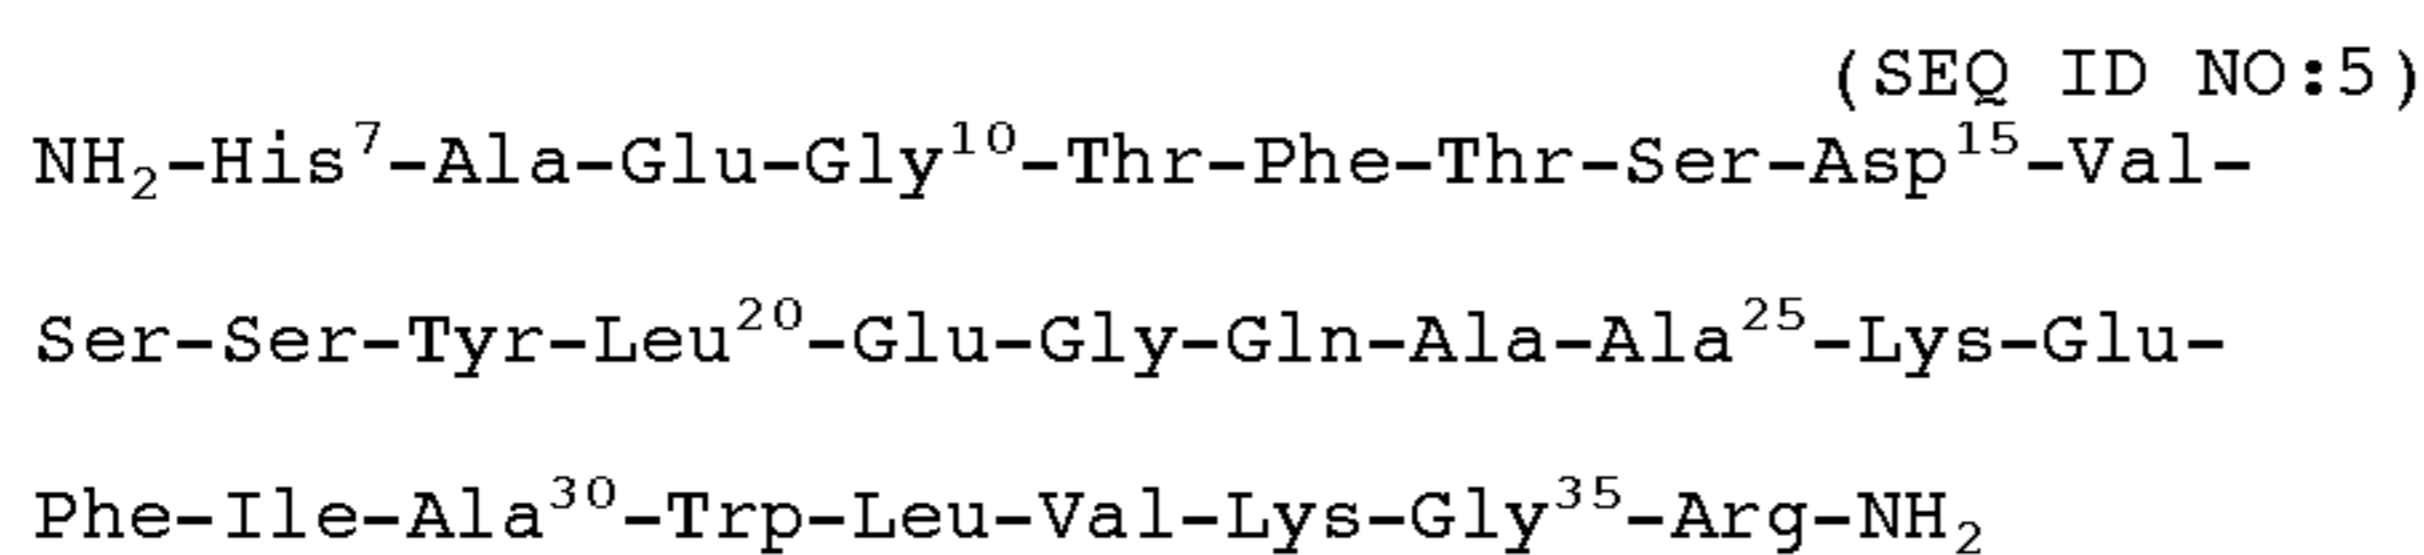 (SEQ ID NO:5)
NH₂-His⁷-Ala-Glu-Gly¹⁰-Thr-Phe-Thr-Ser-Asp¹⁵-Val-
Ser-Ser-Tyr-Leu²⁰-Glu-Gly-Gln-Ala-Ala²⁵-Lys-Glu-
Phe-Ile-Ala³⁰-Trp-Leu-Val-Lys-Gly³⁵-Arg-NH₂